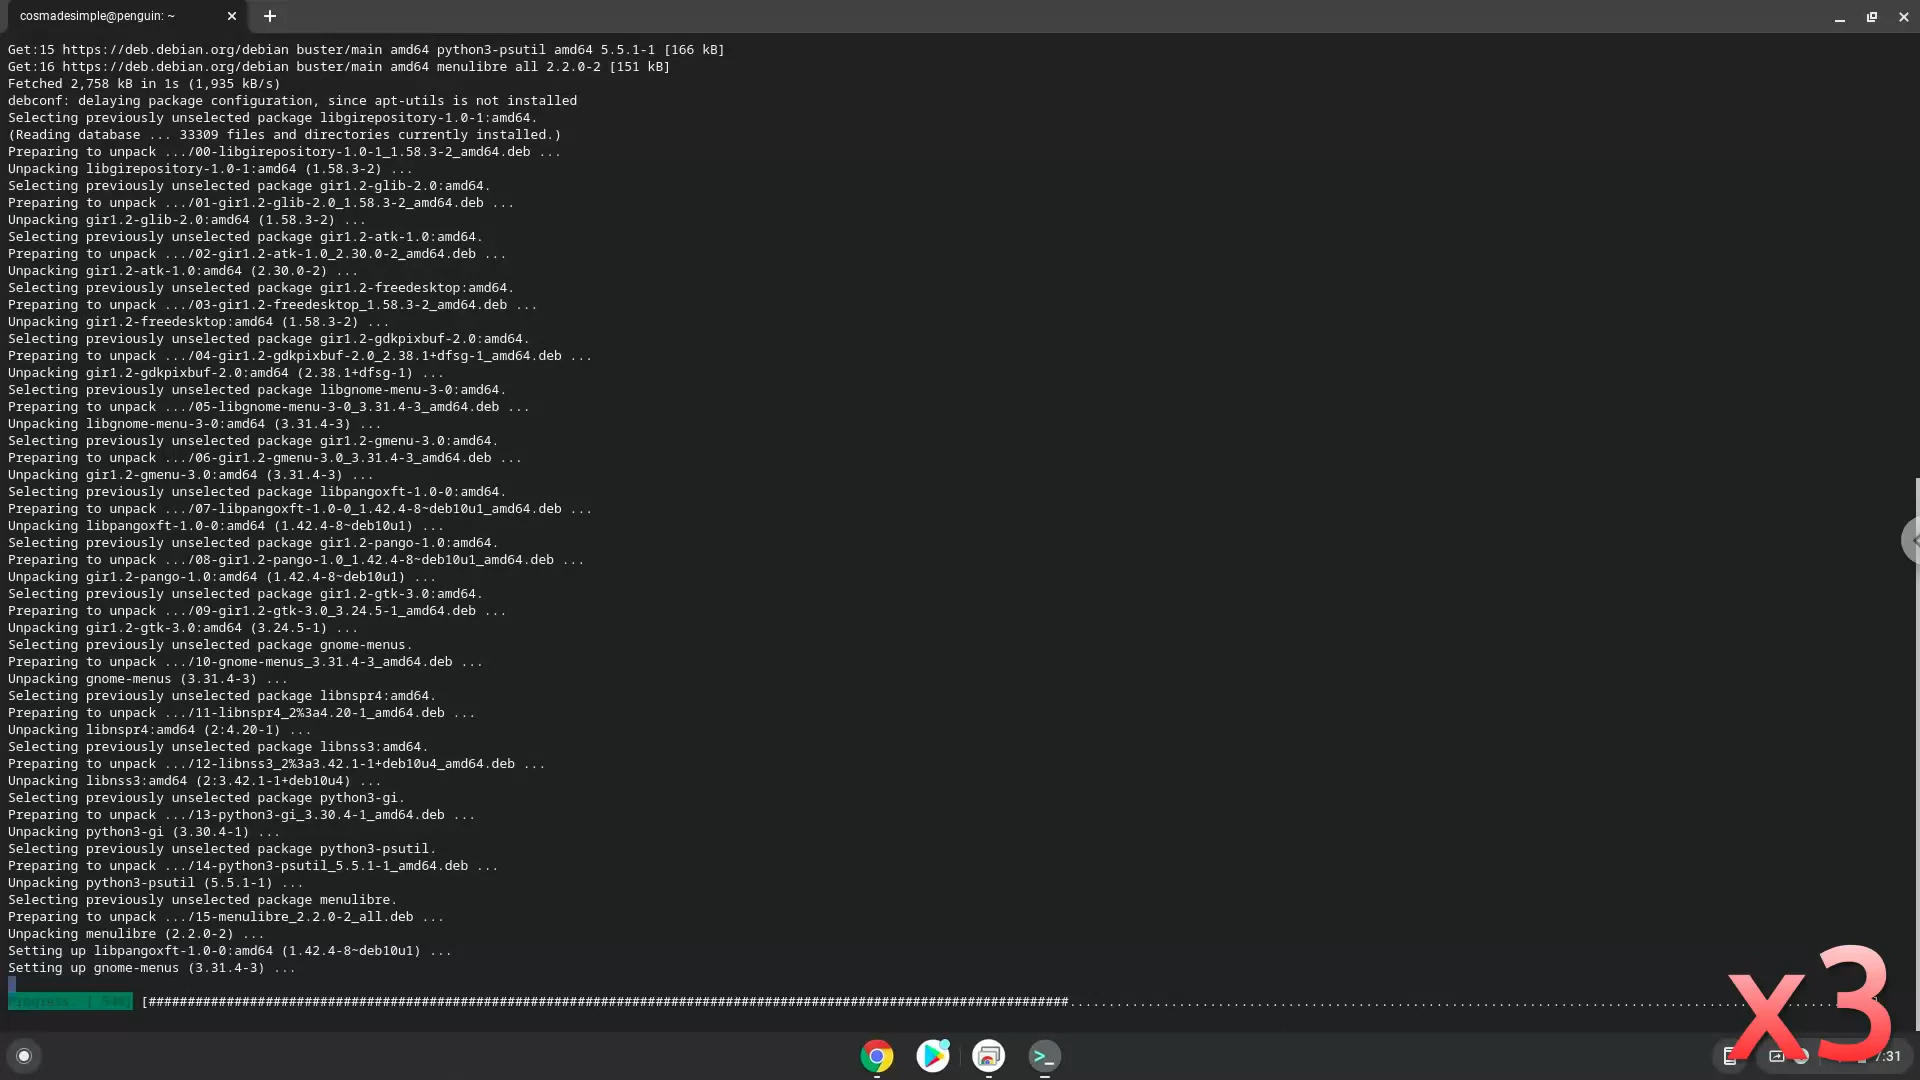 cosmadesimple@penguin: ~
Get:15 https://deb.debian.org/debian buster/main amd64 python3-psutil amd64 5.5.1-1 [166 kB]
Get:16 https://deb.debian.org/debian buster/main amd64 menulibre all 2.2.0-2 [151 kB]
Fetched 2,758 kB in 1s (1,935 kB/s)
debconf: delaying package configuration, since apt-utils is not installed
Selecting previously unselected package libgirepository-1.0-1:amd64.
(Reading database ... 33309 files and directories currently installed.)
Preparing to unpack .../00-libgirepository-1.0-1_1.58.3-2_amd64.deb ...
Unpacking libgirepository-1.0-1:amd64 (1.58.3-2) ...
Selecting previously unselected package gir1.2-glib-2.0:amd64.
Preparing to unpack .../01-gir1.2-glib-2.0_1.58.3-2_amd64.deb ...
Unpacking gir1.2-glib-2.0:amd64 (1.58.3-2) ...
Selecting previously unselected package gir1.2-atk-1.0:amd64.
Preparing to unpack .../02-gir1.2-atk-1.0_2.30.0-2_amd64.deb ...
Unpacking gir1.2-atk-1.0:amd64 (2.30.0-2) ...
Selecting previously unselected package gir1.2-freedesktop:amd64.
Preparing to unpack .../03-gir1.2-freedesktop_1.58.3-2_amd64.deb ...
Unpacking gir1.2-freedesktop:amd64 (1.58.3-2) ...
Selecting previously unselected package gir1.2-gdkpixbuf-2.0:amd64.
Preparing to unpack .../04-gir1.2-gdkpixbuf-2.0_2.38.1+dfsg-1_amd64.deb ...
Unpacking gir1.2-gdkpixbuf-2.0:amd64 (2.38.1+dfsg-1) ...
Selecting previously unselected package libgnome-menu-3-0:amd64.
Preparing to unpack .../05-libgnome-menu-3-0_3.31.4-3_amd64.deb ...
Unpacking libgnome-menu-3-0:amd64 (3.31.4-3) ...
Selecting previously unselected package gir1.2-gmenu-3.0:amd64.
Preparing to unpack .../06-gir1.2-gmenu-3.0_3.31.4-3_amd64.deb ...
Unpacking gir1.2-gmenu-3.0:amd64 (3.31.4-3) ...
Selecting previously unselected package libpangoxft-1.0-0:amd64.
Preparing to unpack .../07-libpangoxft-1.0-0_1.42.4-8~deb10u1_amd64.deb ...
Unpacking libpangoxft-1.0-0:amd64 (1.42.4-8~deb10u1) ...
Selecting previously unselected package gir1.2-pango-1.0:amd64.
Preparing to unpack .../08-gir1.2-pango-1.0_1.42.4-8~deb10u1_amd64.deb ...
Unpacking gir1.2-pango-1.0:amd64 (1.42.4-8~deb10u1) ...
Selecting previously unselected package gir1.2-gtk-3.0:amd64.
Preparing to unpack .../09-gir1.2-gtk-3.0_3.24.5-1_amd64.deb ...
Unpacking gir1.2-gtk-3.0:amd64 (3.24.5-1) ...
Selecting previously unselected package gnome-menus.
Preparing to unpack .../10-gnome-menus_3.31.4-3_amd64.deb ...
Unpacking gnome-menus (3.31.4-3) ...
Selecting previously unselected package libnspr4:amd64.
Preparing to unpack .../11-libnspr4_2%3a4.20-1_amd64.deb ...
Unpacking libnspr4:amd64 (2:4.20-1) ...
Selecting previously unselected package libnss3:amd64.
Preparing to unpack .../12-libnss3_2%3a3.42.1-1+deb10u4_amd64.deb ...
Unpacking libnss3:amd64 (2:3.42.1-1+deb10u4) ...
Selecting previously unselected package python3-gi.
Preparing to unpack .../13-python3-gi_3.30.4-1_amd64.deb ...
Unpacking python3-gi (3.30.4-1) ...
Selecting previously unselected package python3-psutil.
Preparing to unpack .../14-python3-psutil_5.5.1-1_amd64.deb ...
Unpacking python3-psutil (5.5.1-1) ...
Selecting previously unselected package menulibre.
Preparing to unpack .../15-menulibre_2.2.0-2_all.deb ...
Unpacking menulibre (2.2.0-2) ...
Setting up libpangoxft-1.0-0:amd64 (1.42.4-8~deb10u1) ...
Setting up gnome-menus (3.31.4-3) ...
Progress:
x3
7:31